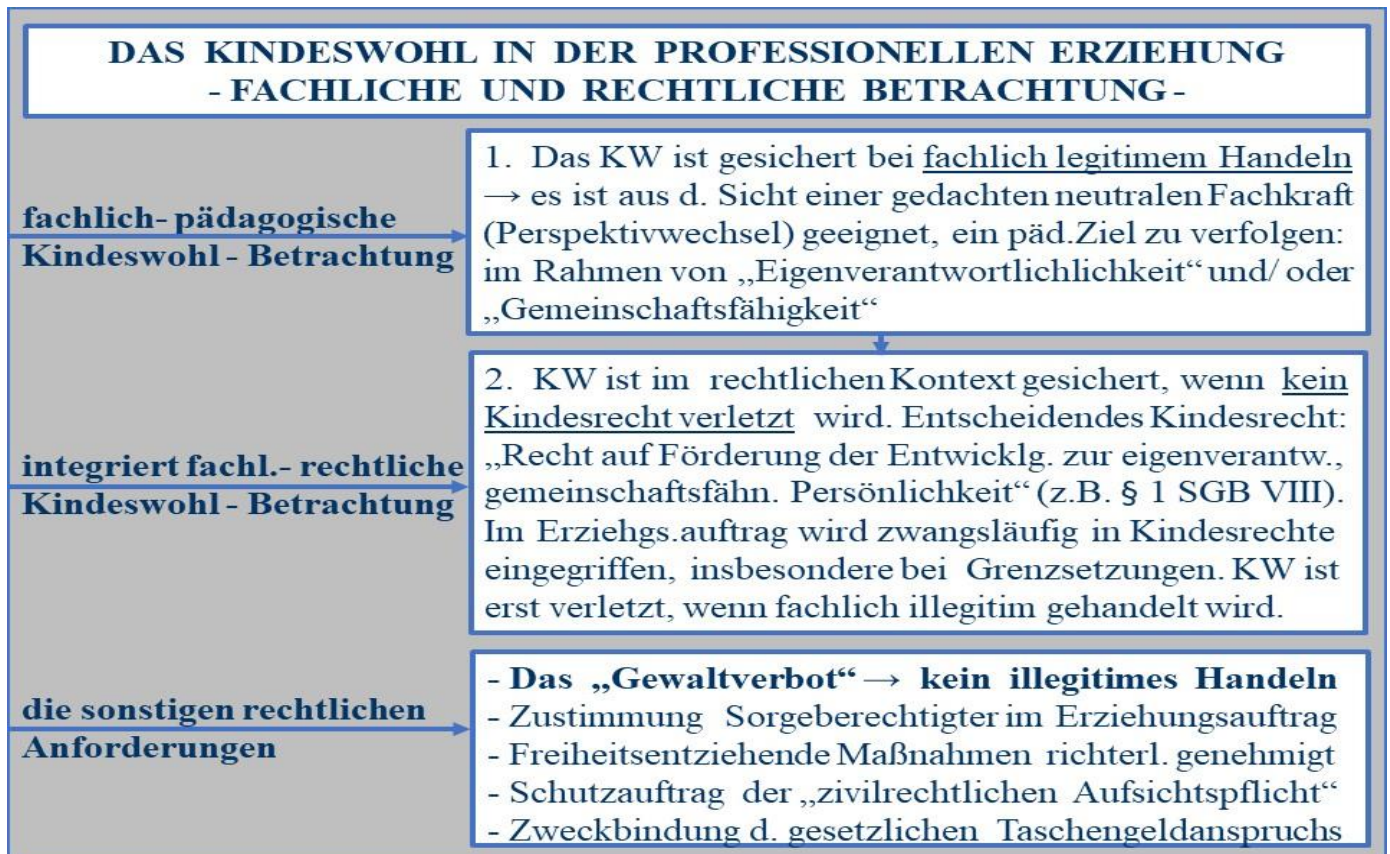 DAS KINDESWOHL IN DER PROFESSIONELLEN ERZIEHUNG
- FACHLICHE UND RECHTLICHE BETRACHTUNG -
fachlich- pädagogische
Kindeswohl - Betrachtung
1. Das KW ist gesichert bei fachlich legitimem Handeln
→ es ist aus d. Sicht einer gedachten neutralen Fachkraft
(Perspektivwechsel) geeignet, ein päd.Ziel zu verfolgen:
im Rahmen von „Eigenverantwortlichlichkeit“ und/ oder
„Gemeinschaftsfähigkeit“
integriert fachl.- rechtliche
Kindeswohl - Betrachtung
2. KW ist im rechtlichen Kontext gesichert, wenn kein
Kindesrecht verletzt wird. Entscheidendes Kindesrecht:
„Recht auf Förderung der Entwicklg. zur eigenverantw.,
gemeinschaftsfähn. Persönlichkeit“ (z.B. § 1 SGB VIII).
Im Erziehgs.auftrag wird zwangsläufig in Kindesrechte
eingegriffen, insbesondere bei Grenzsetzungen. KW ist
erst verletzt, wenn fachlich illegitim gehandelt wird.
die sonstigen rechtlichen
Anforderungen
- Das „Gewaltverbot“ → kein illegitimes Handeln
- Zustimmung Sorgeberechtigter im Erziehungsauftrag
- Freiheitsentziehende Maßnahmen richterl. genehmigt
- Schutzauftrag der „zivilrechtlichen Aufsichtspflicht“
- Zweckbindung d. gesetzlichen Taschengeldanspruchs